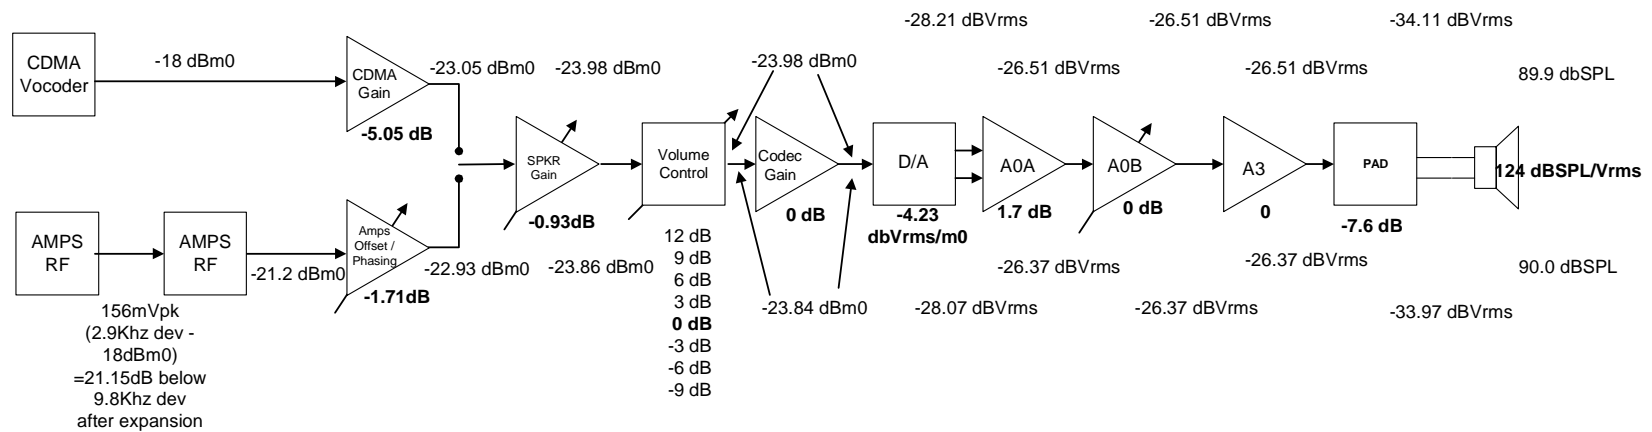 -28.21 dBVrms
-26.51 dBVrms
-34.11 dBVrms
CDMA
Vocoder
-18 dBm0
CDMA
Gain
-5.05 dB
-23.05 dBm0
-23.98 dBm0
-23.98 dBm0
-26.51 dBVrms
-26.51 dBVrms
89.9 dbSPL
SPKR
Gain
-0.93dB
Volume
Control
Codec
Gain
0 dB
D/A
-4.23
dbVrms/m0
A0A
1.7 dB
A0B
0 dB
A3
0
PAD
-7.6 dB
124 dBSPL/Vrms
AMPS
RF
AMPS
RF
-21.2 dBm0
Amps
Offset /
Phasing
-1.71dB
-22.93 dBm0
-23.86 dBm0
12 dB
9 dB
6 dB
3 dB
0 dB
-3 dB
-6 dB
-9 dB
-23.84 dBm0
-28.07 dBVrms
-26.37 dBVrms
-26.37 dBVrms
-26.37 dBVrms
-33.97 dBVrms
90.0 dBSPL
156mVpk
(2.9Khz dev -
18dBm0)
=21.15dB below
9.8Khz dev
after expansion